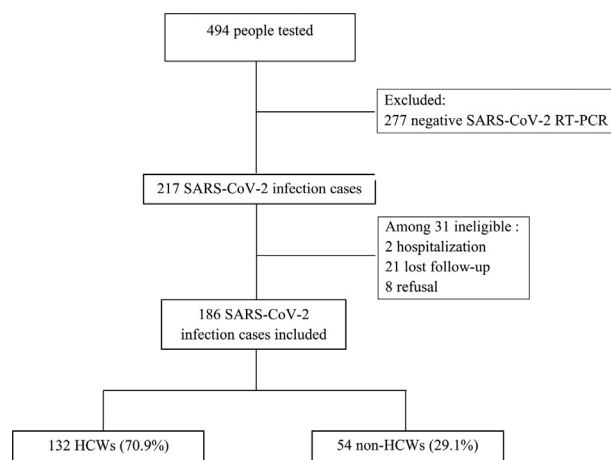 494 people tested
Excluded:
277 negative SARS-CoV-2 RT-PCR
217 SARS-CoV-2 infection cases
Among 31 ineligible :
2 hospitalization
21 lost follow-up
8 refusal
186 SARS-CoV-2
infection cases included
132 HCWs (70.9%)
54 non-HCWs (29.1%)